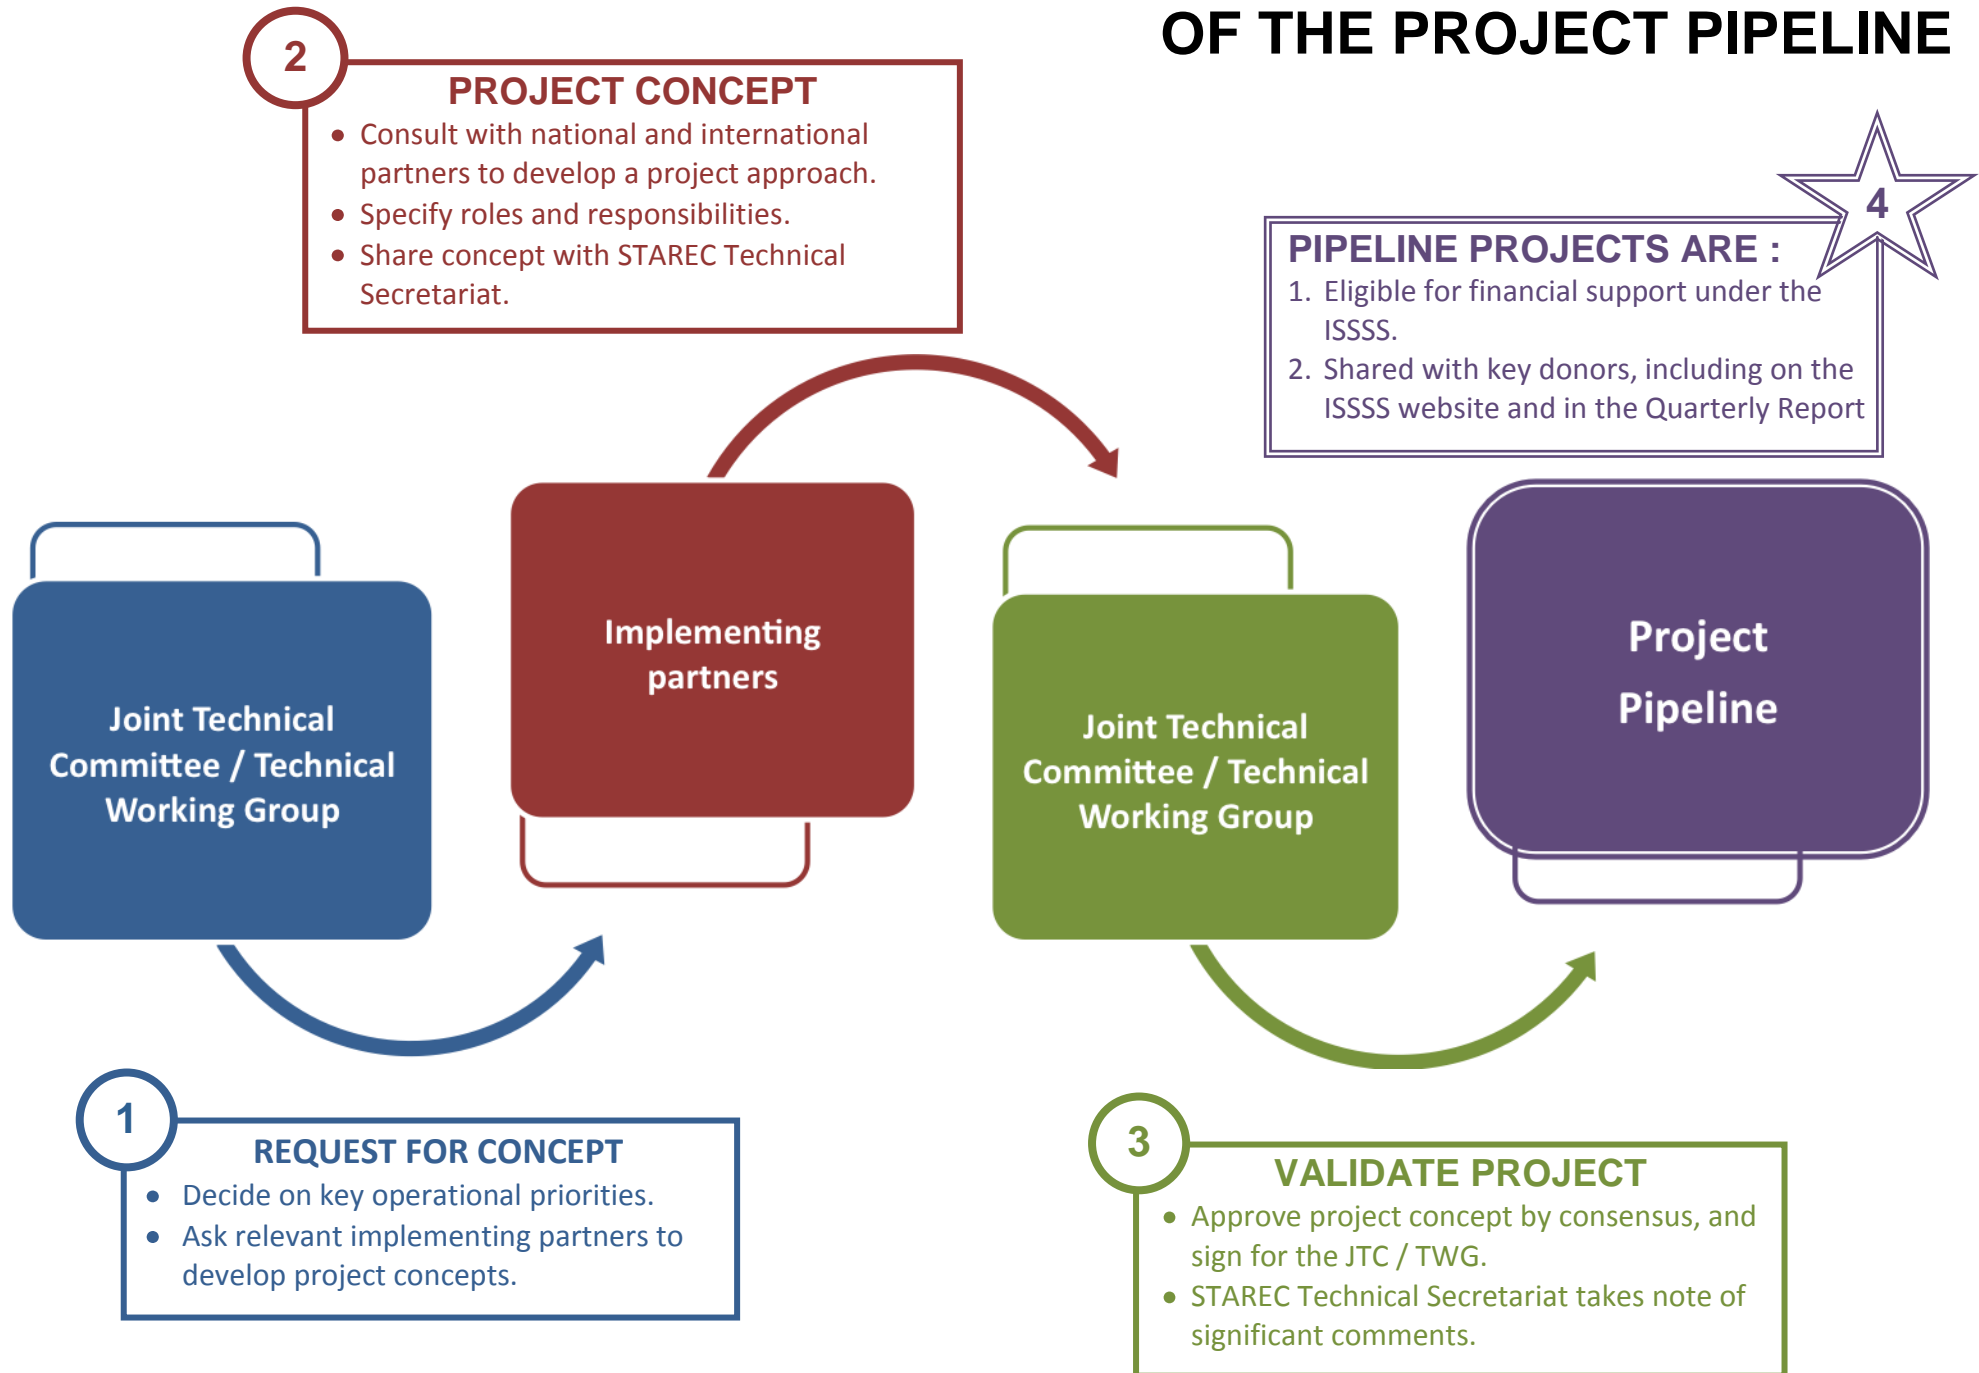 OF THE PROJECT PIPELINE
2
PROJECT CONCEPT
• Consult with national and international
partners to develop a project approach.
• Specify roles and responsibilities.
• Share concept with STAREC Technical
Secretariat.
4
PIPELINE PROJECTS ARE :
1. Eligible for financial support under the
ISSSS.
2. Shared with key donors, including on the
ISSSS website and in the Quarterly Report
Joint Technical
Committee / Technical
Working Group
Implementing
partners
Joint Technical
Committee / Technical
Working Group
Project
Pipeline
1
REQUEST FOR CONCEPT
• Decide on key operational priorities.
• Ask relevant implementing partners to
develop project concepts.
3
VALIDATE PROJECT
• Approve project concept by consensus, and
sign for the JTC / TWG.
• STAREC Technical Secretariat takes note of
significant comments.